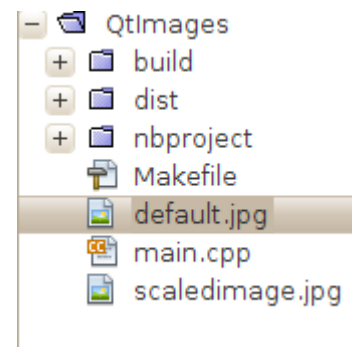 QtImages
build
dist
nbproject
Makefile
default.jpg
main.cpp
scaledimage.jpg